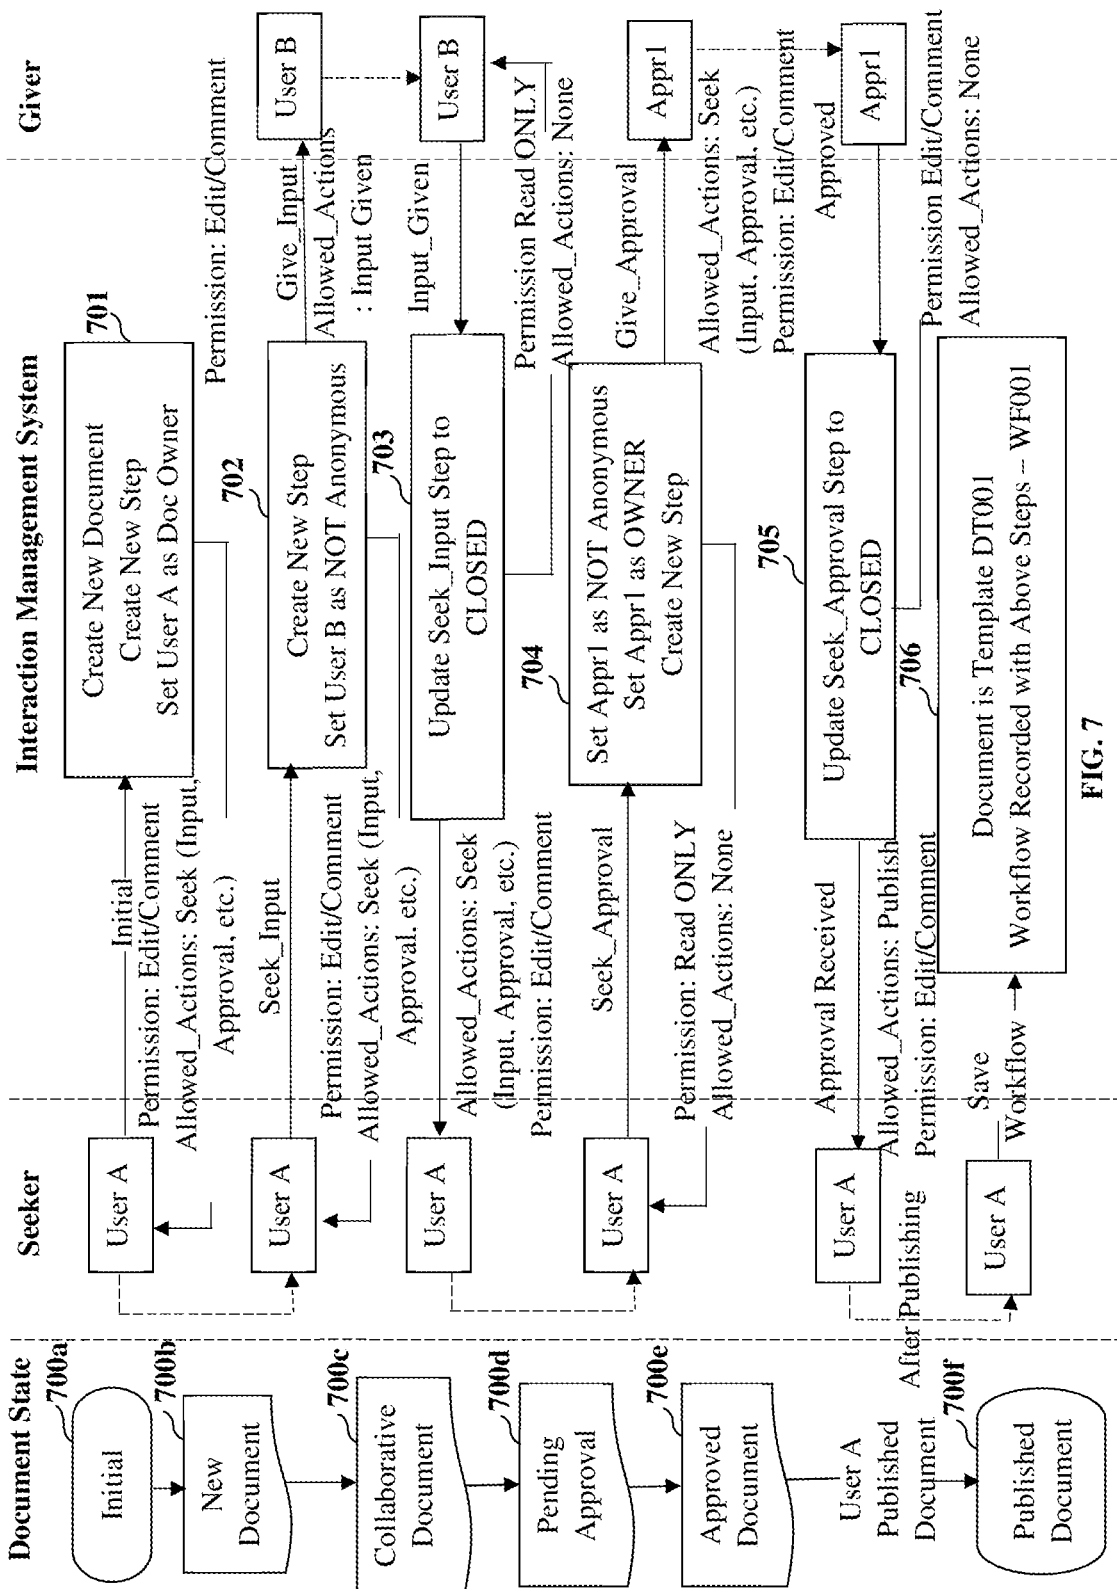 Document State
Seeker
Interaction Management System
Giver
700a
Initial
700b
New
Document
700c
Collaborative
Document
700d
Pending
Approval
700e
Approved
Document
User A
Published
Document
700f
Published
Document
User A
Initial
701
Create New Document
Create New Step
Set User A as Doc Owner
Permission: Edit/Comment
Allowed_Actions: Seek (Input,
Approval, etc.)
User A
Seek_Input
702
Create New Step
Set User B as NOT Anonymous
Permission: Edit/Comment
Give_Input
Allowed_Actions
: Input Given
User B
Permission: Edit/Comment
Allowed_Actions: Seek (Input,
Approval, etc.)
User A
703
Update Seek_Input Step to
CLOSED
Input_Given
User B
Allowed_Actions: Seek
(Input, Approval, etc.)
Permission: Edit/Comment
Permission Read ONLY
Allowed_Actions: None
User A
Seek_Approval
704
Set Appr1 as NOT Anonymous
Set Appr1 as OWNER
Create New Step
Give_Approval
Appr1
Permission: Read ONLY
Allowed_Actions: None
Allowed_Actions: Seek
(Input, Approval, etc.)
Permission: Edit/Comment
User A
Approval Received
705
Update Seek_Approval Step to
CLOSED
Approved
Appr1
Allowed_Actions: Publish
Permission: Edit/Comment
Permission Edit/Comment
Allowed_Actions: None
After Publishing
User A
Save
Workflow
706
Document is Template DT001
Workflow Recorded with Above Steps – WF001
FIG. 7